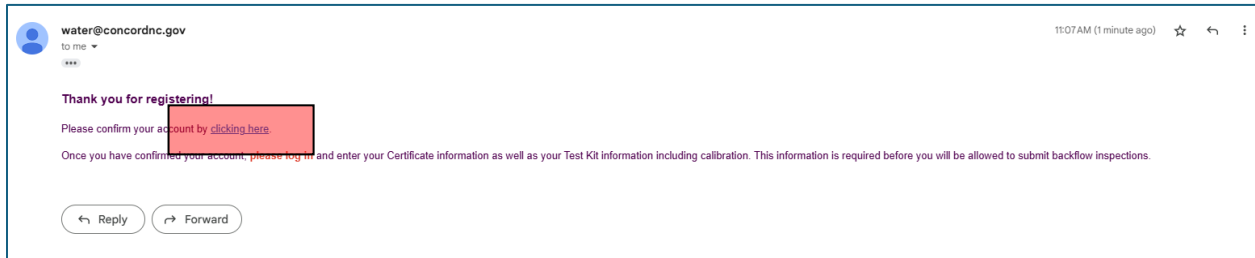 water@concordnc.gov 11:07 AM (1 minute ago)
to me
Thank you for registering!
Please confirm your account by clicking here.
Once you have confirmed your account, please log in and enter your Certificate information as well as your Test Kit information including calibration. This information is required before you will be allowed to submit backflow inspections.
Reply Forward